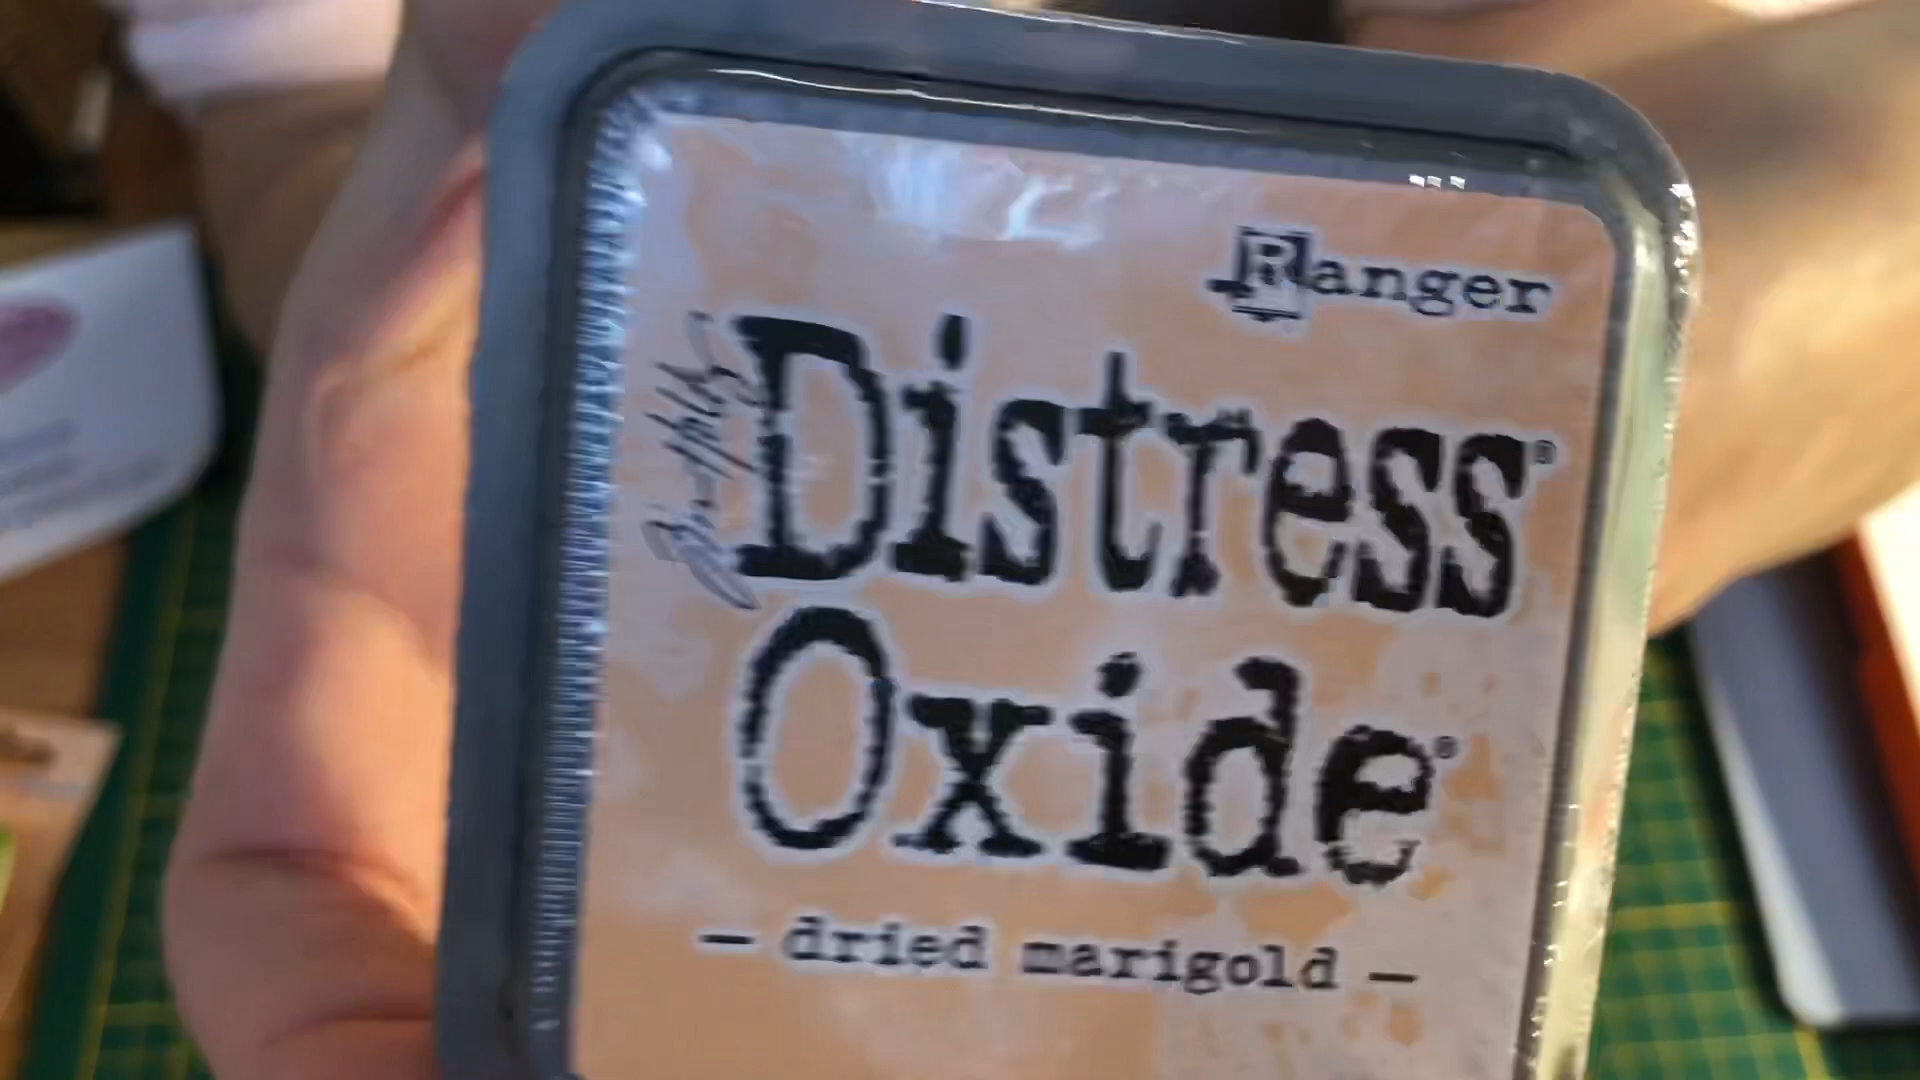 Ranger
Distress®
Oxide®
– dried marigold –